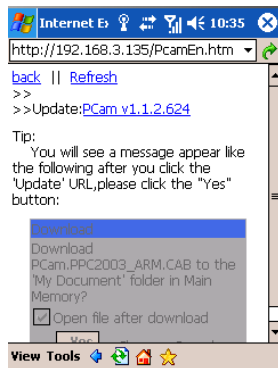 Internet E 10:35
http://192.168.3.135/PcamEn.htm
back || Refresh
>>
>>Update:PCam v1.1.2.624
Tip:
You will see a message appear like
the following after you click the
'Update' URL,please click the "Yes"
button:
Download
Download
PCam.PPC2003_ARM.CAB to the
'My Document' folder in Main
Memory?
Open file after download
Yes
View Tools